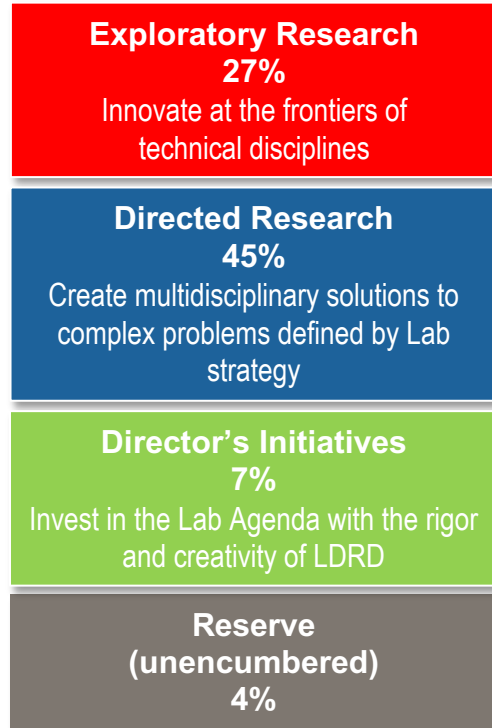 Exploratory Research
27%
Innovate at the frontiers of
technical disciplines
Directed Research
45%
Create multidisciplinary solutions to
complex problems defined by Lab
strategy
Director’s Initiatives
7%
Invest in the Lab Agenda with the rigor
and creativity of LDRD
Reserve
(unencumbered)
4%